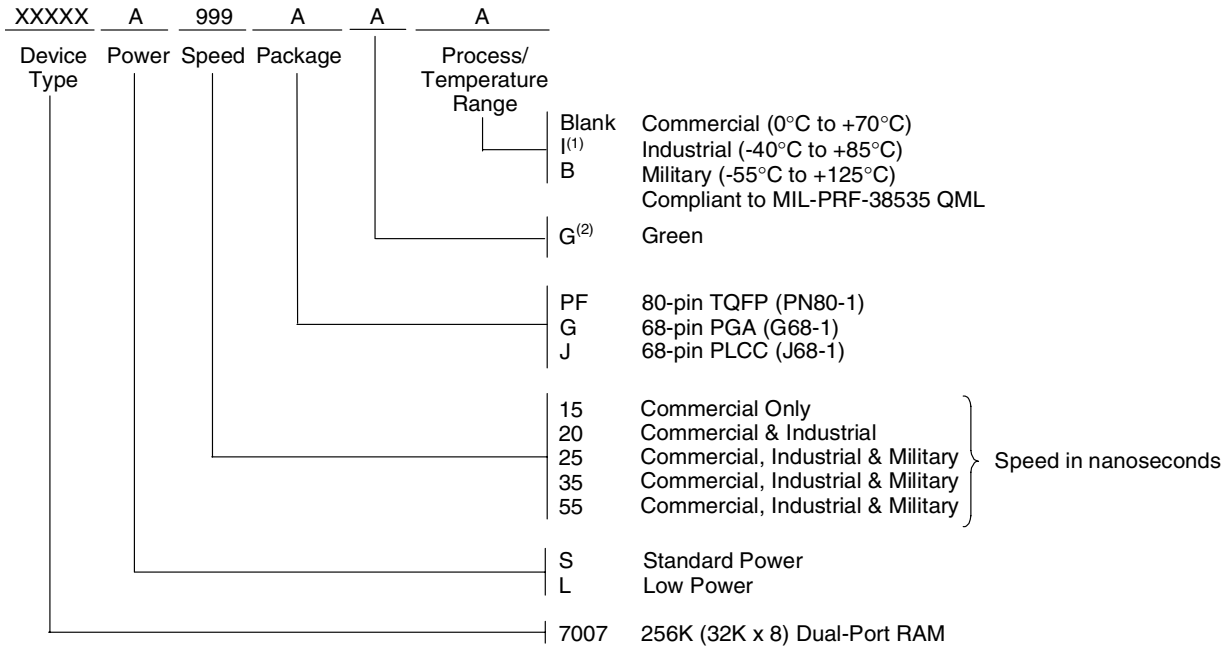 XXXXX A 999 A A A
Device Type Power Speed Package Process/ Temperature Range
Blank Commercial (0°C to +70°C)
I(1) Industrial (-40°C to +85°C)
B Military (-55°C to +125°C)
Compliant to MIL-PRF-38535 QML
G(2) Green
PF 80-pin TQFP (PN80-1)
G 68-pin PGA (G68-1)
J 68-pin PLCC (J68-1)
15 Commercial Only
20 Commercial & Industrial
25 Commercial, Industrial & Military
35 Commercial, Industrial & Military
55 Commercial, Industrial & Military
Speed in nanoseconds
S Standard Power
L Low Power
7007 256K (32K x 8) Dual-Port RAM